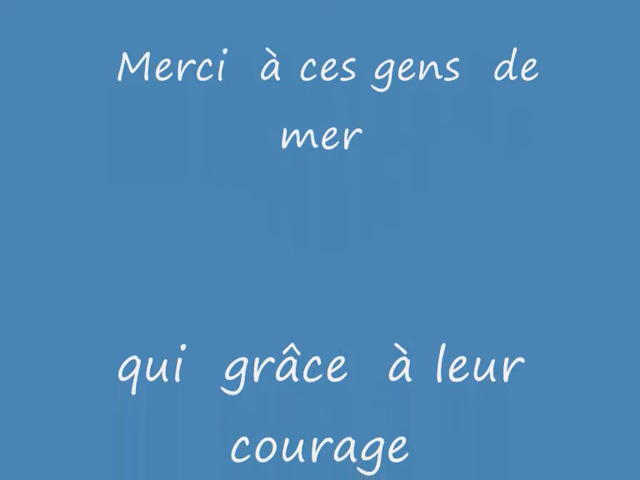 Merci à ces gens de
mer
qui grâce à leur
courage